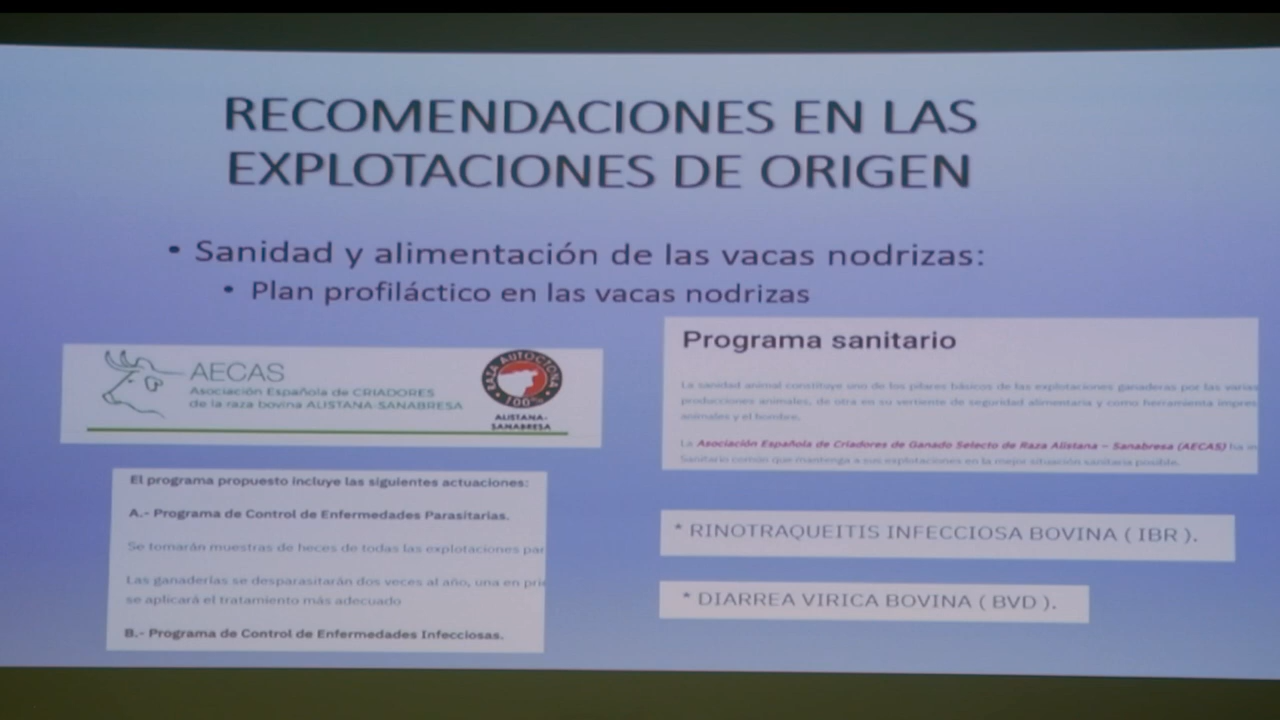 RECOMENDACIONES EN LAS
EXPLOTACIONES DE ORIGEN
• Sanidad y alimentación de las vacas nodrizas:
• Plan profiláctico en las vacas nodrizas
AECAS
Asociación Española de CRIADORES
de la raza bovina ALISTANA-SANABRESA
RAZA AUTÓCTONA
100%
ALISTANA-
SANABRESA
El programa propuesto incluye las siguientes actuaciones:
A.- Programa de Control de Enfermedades Parasitarias.
Se tomarán muestras de heces de todas las explotaciones par
Las ganaderías se desparasitarán dos veces al año, una en
se aplicará el tratamiento más adecuado
B.- Programa de Control de Enfermedades Infecciosas.
Programa sanitario
La sanidad animal constituye uno de los pilares básicos de las explotaciones ganaderas por las varias
producciones animales, de otra en su vertiente de seguridad alimentaria y como herramienta impres
animales y el hombre.
La Asociación Española de Criadores de Ganado Selecto de Raza Alistana – Sanabresa (AECAS) ha
Sanitario común que mantenga a sus explotaciones en la mejor situación sanitaria posible.
* RINOTRAQUEITIS INFECCIOSA BOVINA ( IBR ).
* DIARREA VIRICA BOVINA ( BVD ).